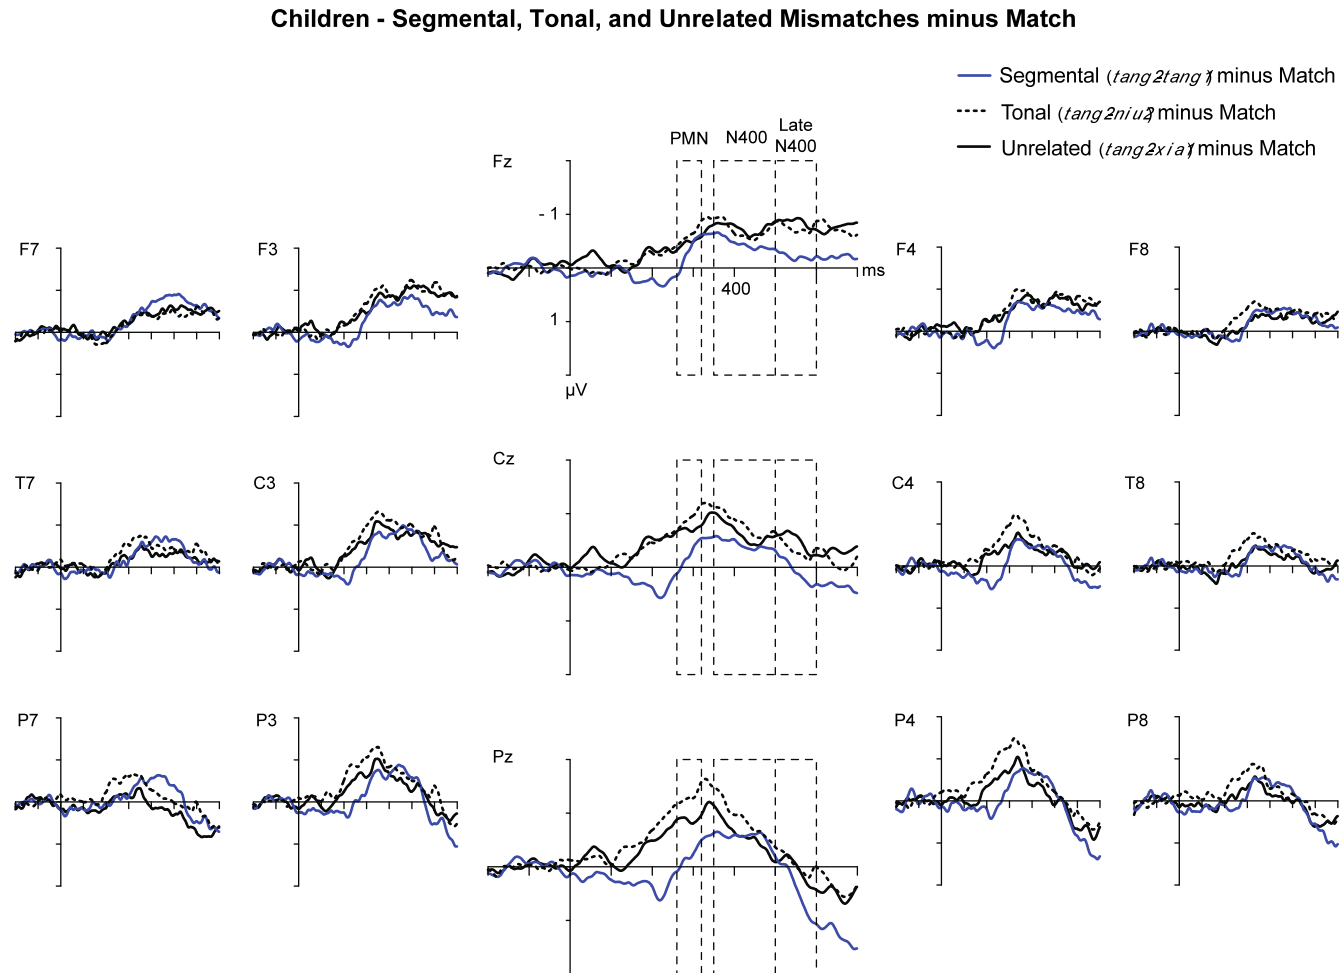 Children - Segmental, Tonal, and Unrelated Mismatches minus Match
Segmental (tang2tang1) minus Match
Tonal (tang2niu2) minus Match
Unrelated (tang2xia1) minus Match
PMN
N400
Late
N400
Fz
- 1
ms
400
1
µV
F7
F3
F4
F8
Cz
T7
C3
C4
T8
P7
P3
Pz
P4
P8